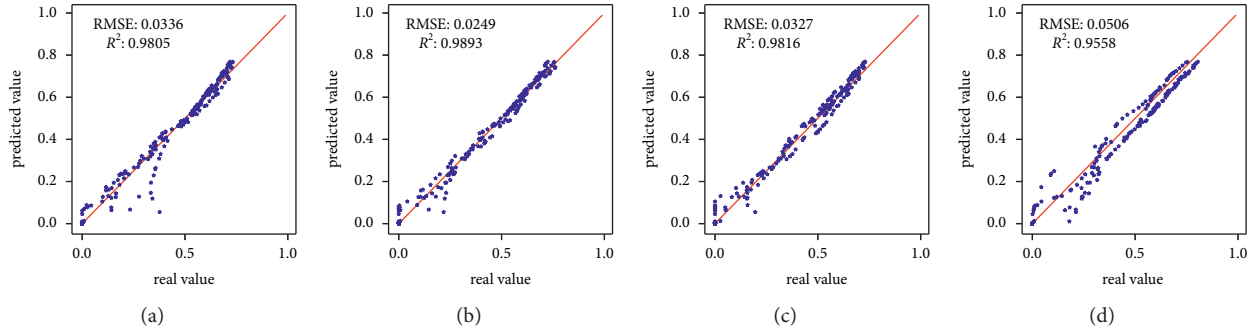 RMSE: 0.0336
R²: 0.9805
predicted value
1.0
0.8
0.6
0.4
0.2
0.0
0.0 0.5 1.0
real value
(a)
RMSE: 0.0249
R²: 0.9893
predicted value
1.0
0.8
0.6
0.4
0.2
0.0
0.0 0.5 1.0
real value
(b)
RMSE: 0.0327
R²: 0.9816
predicted value
1.0
0.8
0.6
0.4
0.2
0.0
0.0 0.5 1.0
real value
(c)
RMSE: 0.0506
R²: 0.9558
predicted value
1.0
0.8
0.6
0.4
0.2
0.0
0.0 0.5 1.0
real value
(d)